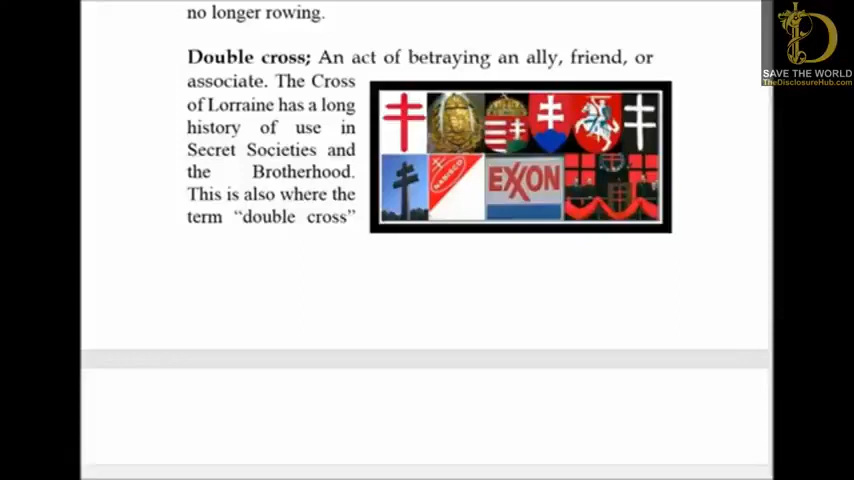 no longer rowing.
Double cross; An act of betraying an ally, friend, or
associate. The Cross
of Lorraine has a long
history of use in
Secret Societies and
the Brotherhood.
This is also where the
term “double cross”
NABISCO
EXXON
D
SAVE THE WORLD
TheDisclosureHub.com